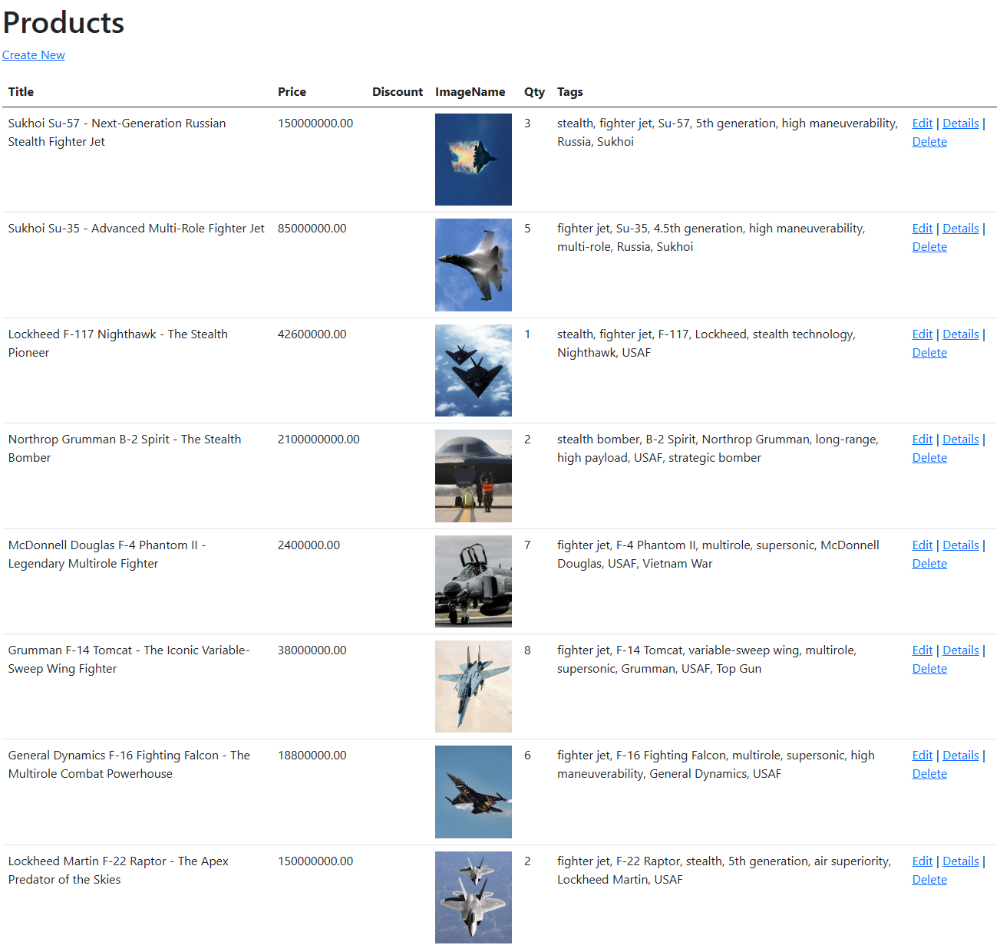 Products
Create New
Title Price Discount ImageName Qty Tags
Sukhoi Su-57 - Next-Generation Russian 150000000.00 3 stealth, fighter jet, Su-57, 5th generation, high maneuverability, Edit | Details |
Stealth Fighter Jet Russia, Sukhoi Delete
Sukhoi Su-35 - Advanced Multi-Role Fighter Jet 85000000.00 5 fighter jet, Su-35, 4.5th generation, high maneuverability, Edit | Details |
multi-role, Russia, Sukhoi Delete
Lockheed F-117 Nighthawk - The Stealth 42600000.00 1 stealth, fighter jet, F-117, Lockheed, stealth technology, Edit | Details |
Pioneer Nighthawk, USAF Delete
Northrop Grumman B-2 Spirit - The Stealth 2100000000.00 2 stealth bomber, B-2 Spirit, Northrop Grumman, long-range, Edit | Details |
Bomber high payload, USAF, strategic bomber Delete
McDonnell Douglas F-4 Phantom II - 2400000.00 7 fighter jet, F-4 Phantom II, multirole, supersonic, McDonnell Edit | Details |
Legendary Multirole Fighter Douglas, USAF, Vietnam War Delete
Grumman F-14 Tomcat - The Iconic Variable- 38000000.00 8 fighter jet, F-14 Tomcat, variable-sweep wing, multirole, Edit | Details |
Sweep Wing Fighter supersonic, Grumman, USAF, Top Gun Delete
General Dynamics F-16 Fighting Falcon - The 18800000.00 6 fighter jet, F-16 Fighting Falcon, multirole, supersonic, high Edit | Details |
Multirole Combat Powerhouse maneuverability, General Dynamics, USAF Delete
Lockheed Martin F-22 Raptor - The Apex 150000000.00 2 fighter jet, F-22 Raptor, stealth, 5th generation, air superiority, Edit | Details |
Predator of the Skies Lockheed Martin, USAF Delete